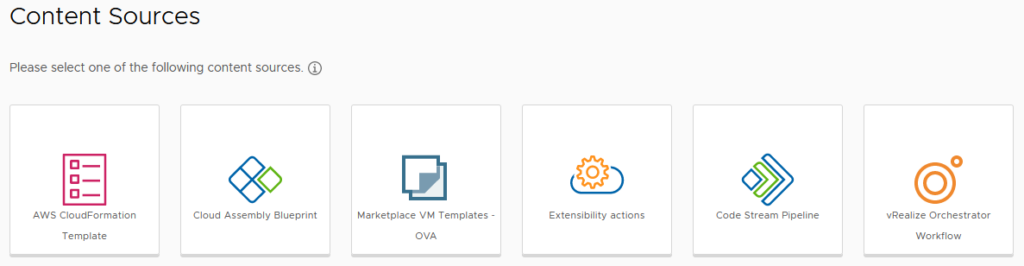 Content Sources
Please select one of the following content sources.
AWS CloudFormation
Template
Cloud Assembly Blueprint
Marketplace VM Templates -
OVA
Extensibility actions
Code Stream Pipeline
vRealize Orchestrator
Workflow